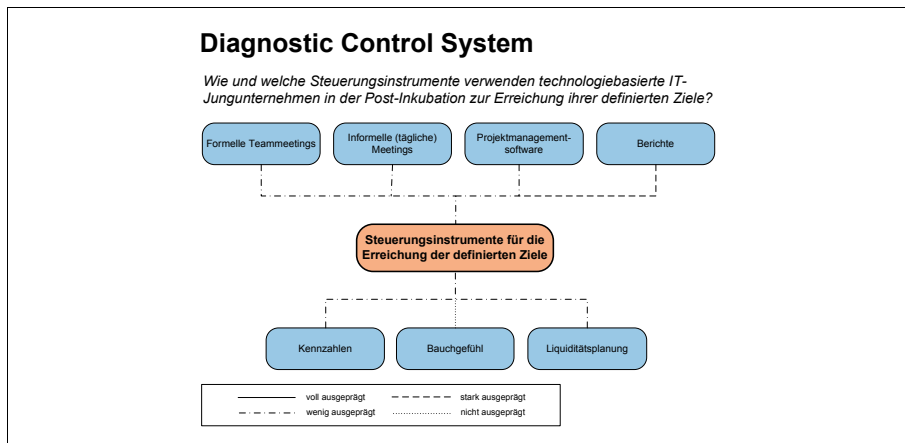 Diagnostic Control System
Wie und welche Steuerungsinstrumente verwenden technologiebasierte IT-
Jungunternehmen in der Post-Inkubation zur Erreichung ihrer definierten Ziele?
Formelle Teammeetings
Informelle (tägliche)
Meetings
Projektmanagement-
software
Berichte
Steuerungsinstrumente für die
Erreichung der definierten Ziele
Kennzahlen
Bauchgefühl
Liquiditätsplanung
voll ausgeprägt
stark ausgeprägt
wenig ausgeprägt
nicht ausgeprägt